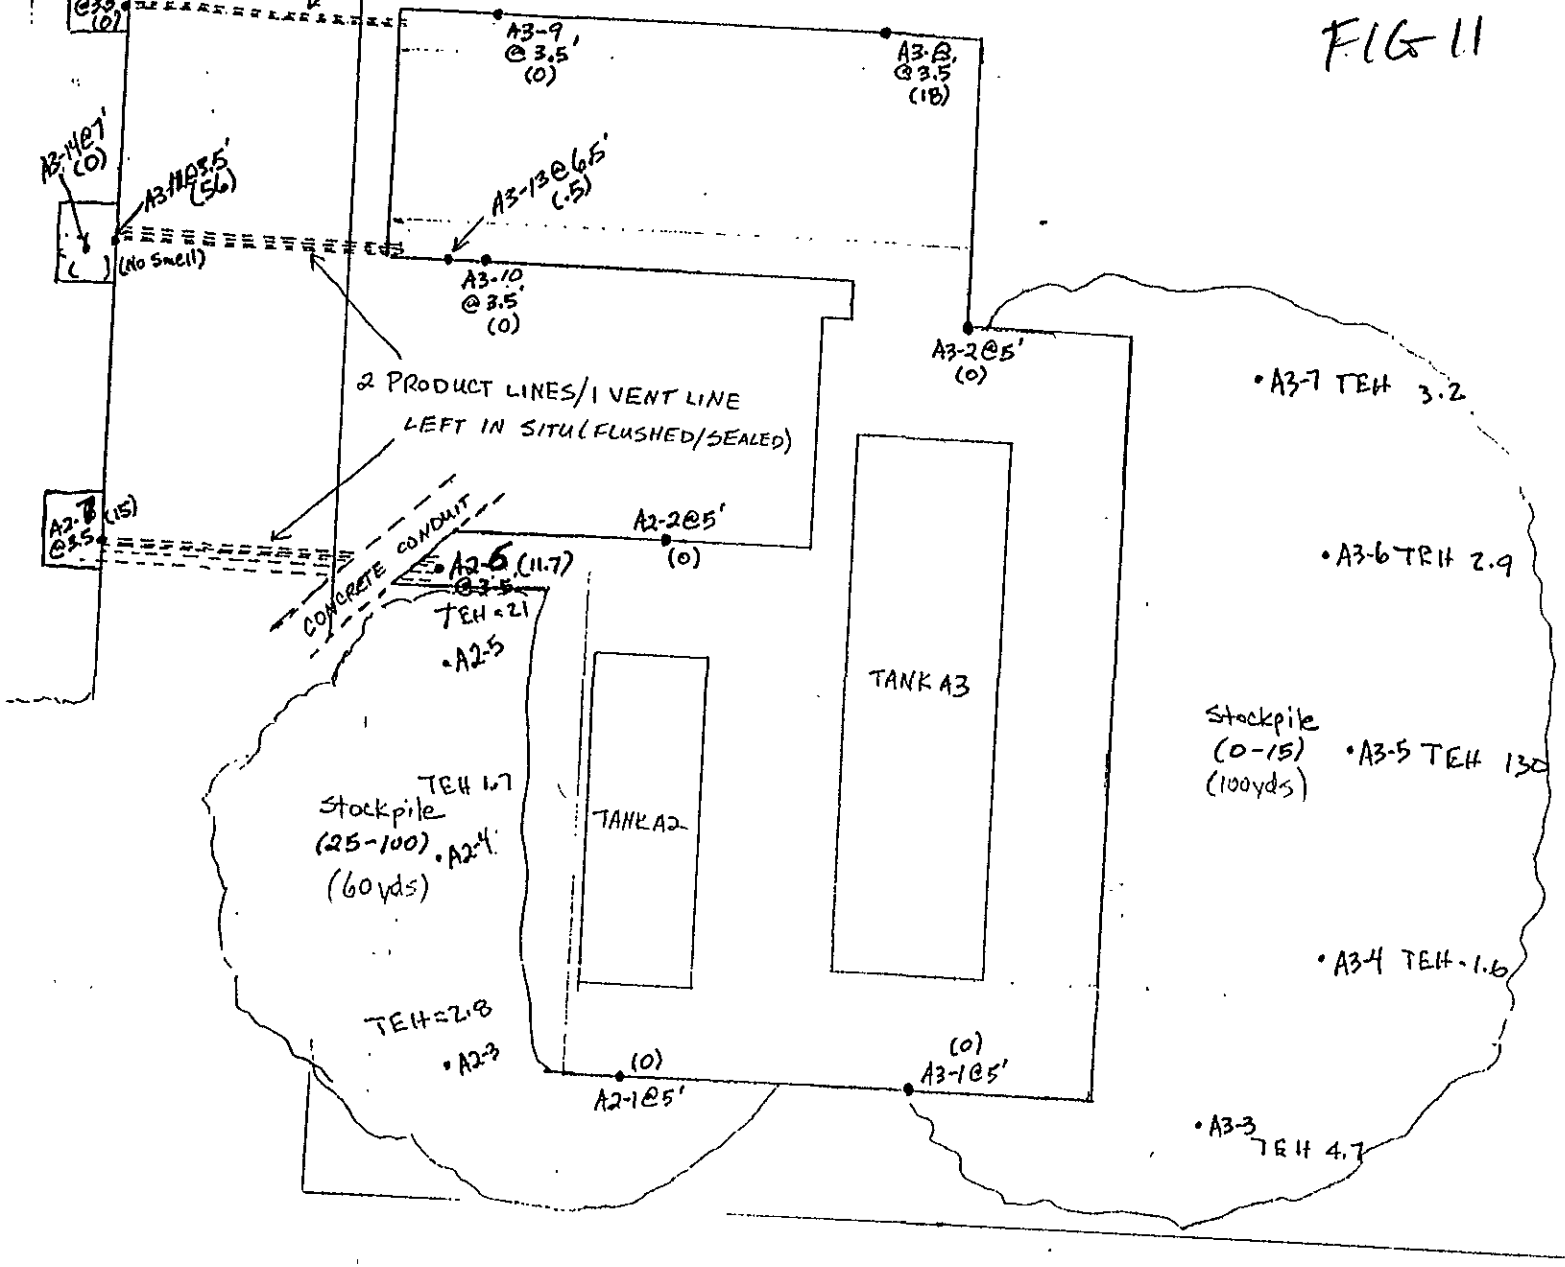 FIG 11
@3.5'
(0)
A3-9
@ 3.5'
(0)
A3-8
@ 3.5
(18)
A3-14@7'
(0)
@3.5'
(56)
(No Smell)
A3-13@6.5'
(.5)
A3-10
@ 3.5'
(0)
A3-2@5'
(0)
2 PRODUCT LINES/1 VENT LINE
LEFT IN SITU (FLUSHED/SEALED)
A3-7 TEH 3.2
A2-2@5'
(0)
(15)
@3.5
CONCRETE CONDUIT
A2-6 (11.7)
@3.5
TEH=21
A2-5
A3-6 TEH 2.9
TANK A3
Stockpile
(0-15)
(100yds)
A3-5 TEH 130
TEH 1.7
Stockpile
(25-100)
(60yds)
A2-4
TANK A2
A3-4 TEH 1.6
TEH=2.8
A2-3
(0)
A2-1@5'
(0)
A3-1@5'
A3-3
TEH 4.7